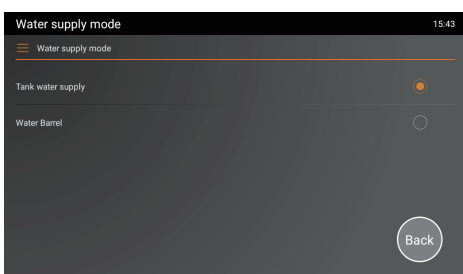 Water supply mode 15:43
Water supply mode
Tank water supply
Water Barrel
Back